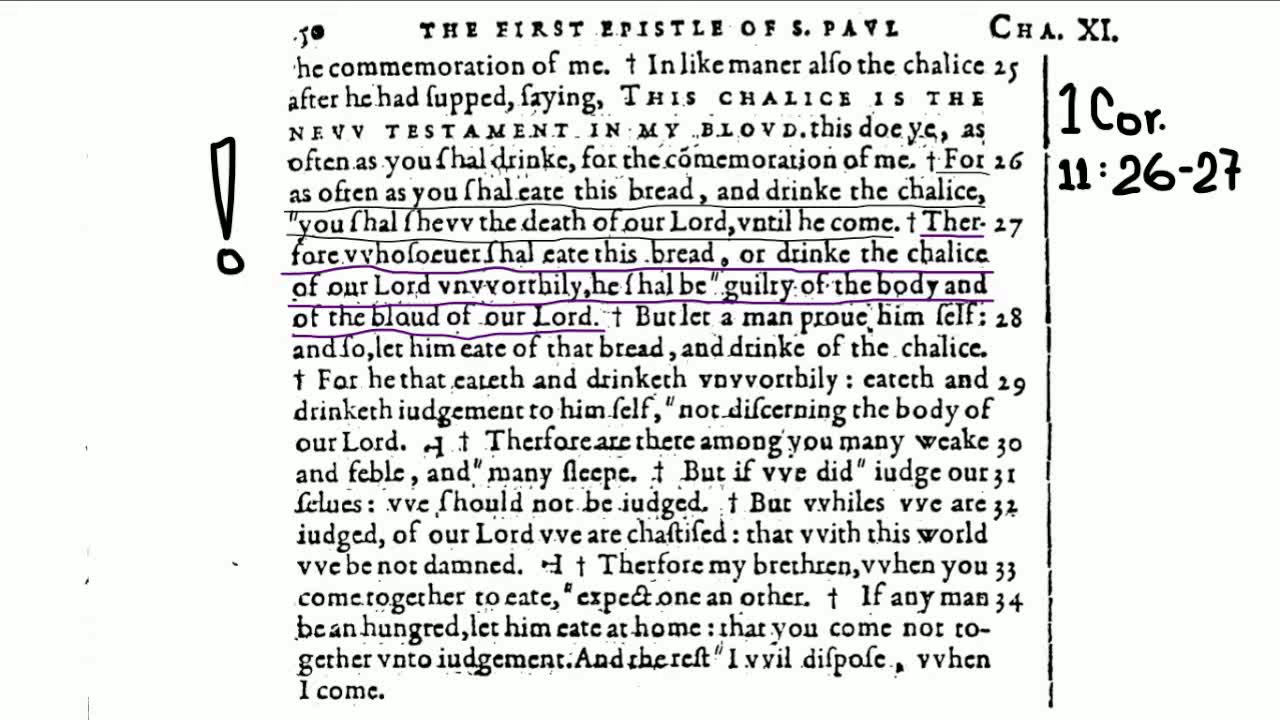 .50 THE FIRST EPISTLE OF S. PAVL CHA. XI.
he commemoration of me. † In like maner alſo the chalice 25
after he had ſupped, ſaying, THIS CHALICE IS THE
NEVV TESTAMENT IN MY BLOVD. this doe ye, as
often as you ſhal drinke, for the cōmemoration of me. † For 26
as often as you ſhal eate this bread, and drinke the chalice,
"you ſhal ſhevv the death of our Lord, vntil he come. † Ther- 27
fore vvhoſoeuer ſhal eate this bread, or drinke the chalice
of our Lord vnvvorthily, he ſhal be " guilty of the body and
of the bloud of our Lord. † But let a man proue him ſelf: 28
and ſo, let him eate of that bread, and drinke of the chalice.
† For he that eateth and drinketh vnvvorthily: eateth and 29
drinketh iudgement to him ſelf, "not diſcerning the body of
our Lord. ⊣ † Therfore are there among you many weake 30
and feble, and "many ſleepe. † But if vve did" iudge our 31
ſelues: vve ſhould not be iudged. † But vvhiles vve are 32
iudged, of our Lord vve are chaſtiſed: that vvith this world
vve be not damned. ⊣ † Therfore my brethren, vvhen you 33
come together to eate, "expect one an other. † If any man 34
be an hungred, let him eate at home: that you come not to-
gether vnto iudgement. And the reſt "I vvil diſpoſe, vvhen
I come.
!
1 Cor.
11:26-27